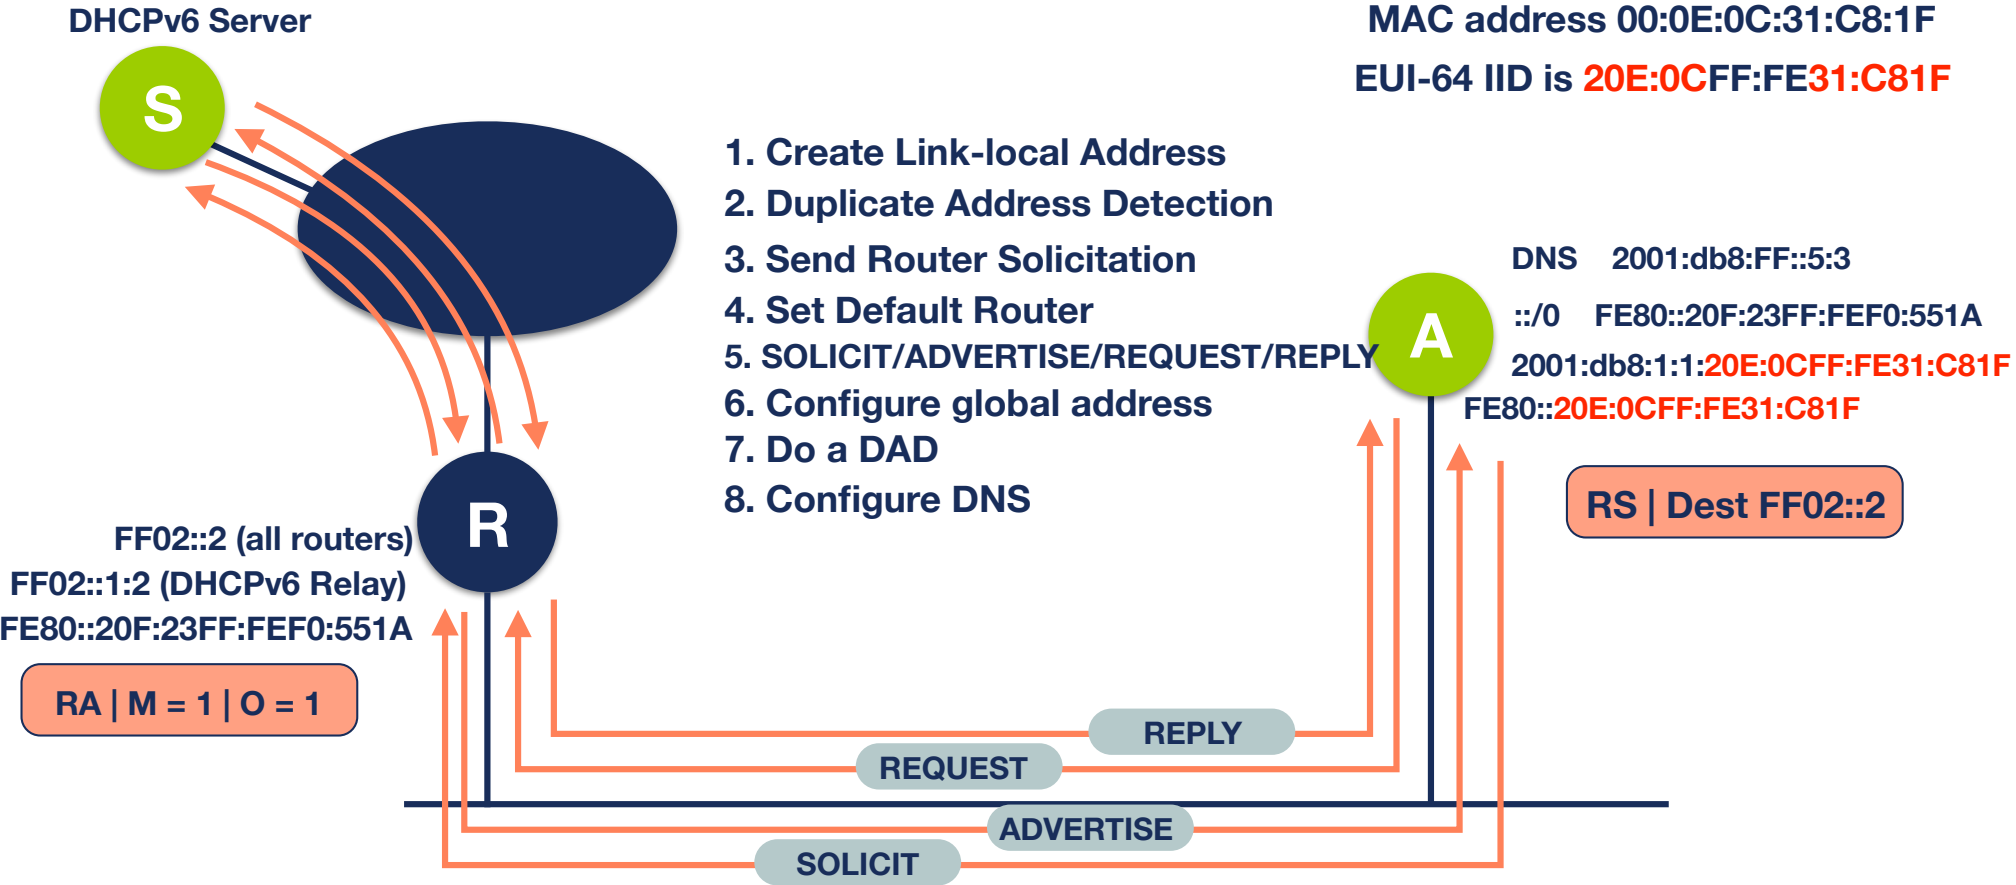 DHCPv6 Server
S
MAC address 00:0E:0C:31:C8:1F
EUI-64 IID is 20E:0CFF:FE31:C81F
1. Create Link-local Address
2. Duplicate Address Detection
3. Send Router Solicitation
4. Set Default Router
5. SOLICIT/ADVERTISE/REQUEST/REPLY
6. Configure global address
7. Do a DAD
8. Configure DNS
A
DNS 2001:db8:FF::5:3
::/0 FE80::20F:23FF:FEF0:551A
2001:db8:1:1:20E:0CFF:FE31:C81F
FE80::20E:0CFF:FE31:C81F
RS | Dest FF02::2
R
FF02::2 (all routers)
FF02::1:2 (DHCPv6 Relay)
FE80::20F:23FF:FEF0:551A
RA | M = 1 | O = 1
REPLY
REQUEST
ADVERTISE
SOLICIT